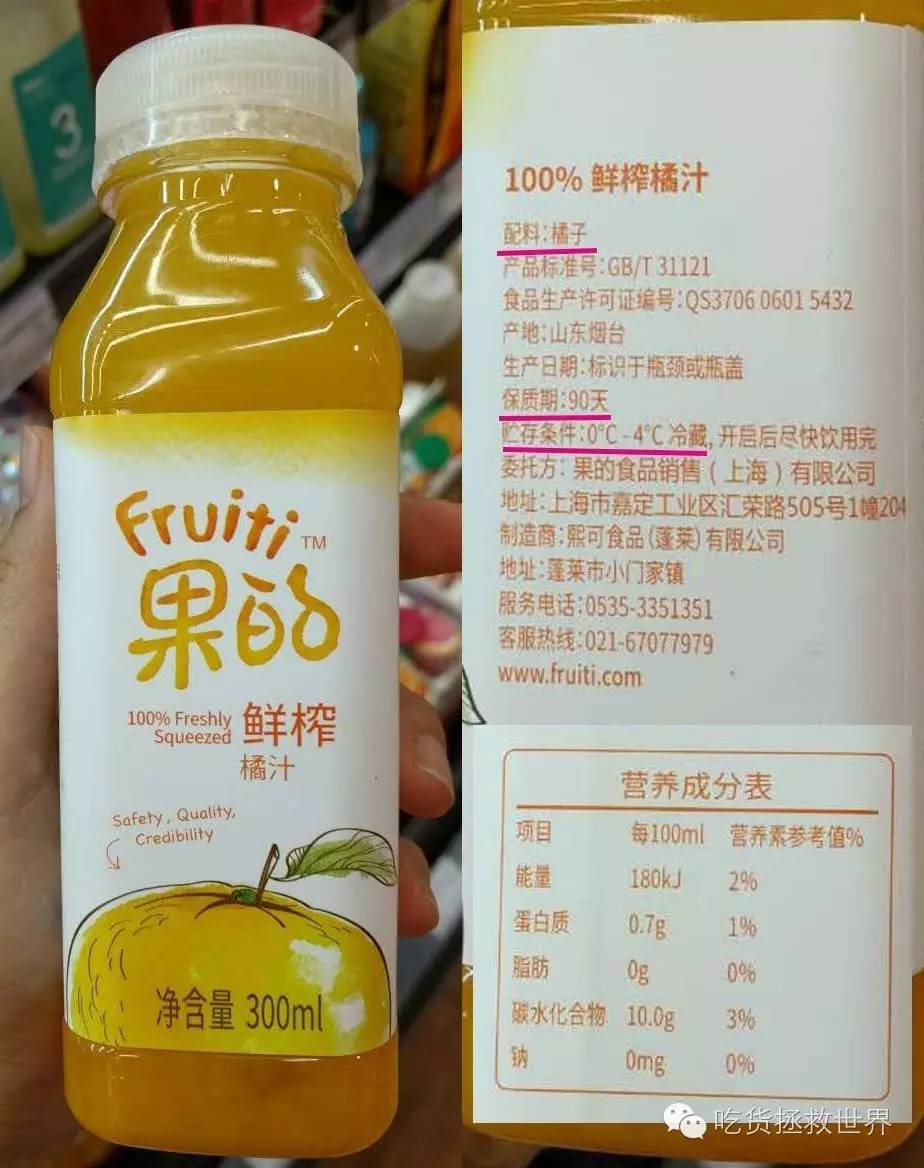 3
Fruiti TM
果的
100% Freshly
Squeezed
鲜榨
橘汁
Safety, Quality,
Credibility
净含量 300ml
100% 鲜榨橘汁
配料:橘子
产品标准号:GB/T 31121
食品生产许可证编号:QS3706 0601 5432
产地:山东烟台
生产日期:标识于瓶颈或瓶盖
保质期:90天
贮存条件:0℃-4℃ 冷藏,开启后尽快饮用完
委托方:果的食品销售(上海)有限公司
地址:上海市嘉定工业区汇荣路505号1幢204
制造商:熙可食品(蓬莱)有限公司
地址:蓬莱市小门家镇
服务电话:0535-3351351
客服热线:021-67077979
www.fruiti.com
营养成分表
项目 每100ml 营养素参考值%
能量 180kJ 2%
蛋白质 0.7g 1%
脂肪 0g 0%
碳水化合物 10.0g 3%
钠 0mg 0%
吃货拯救世界